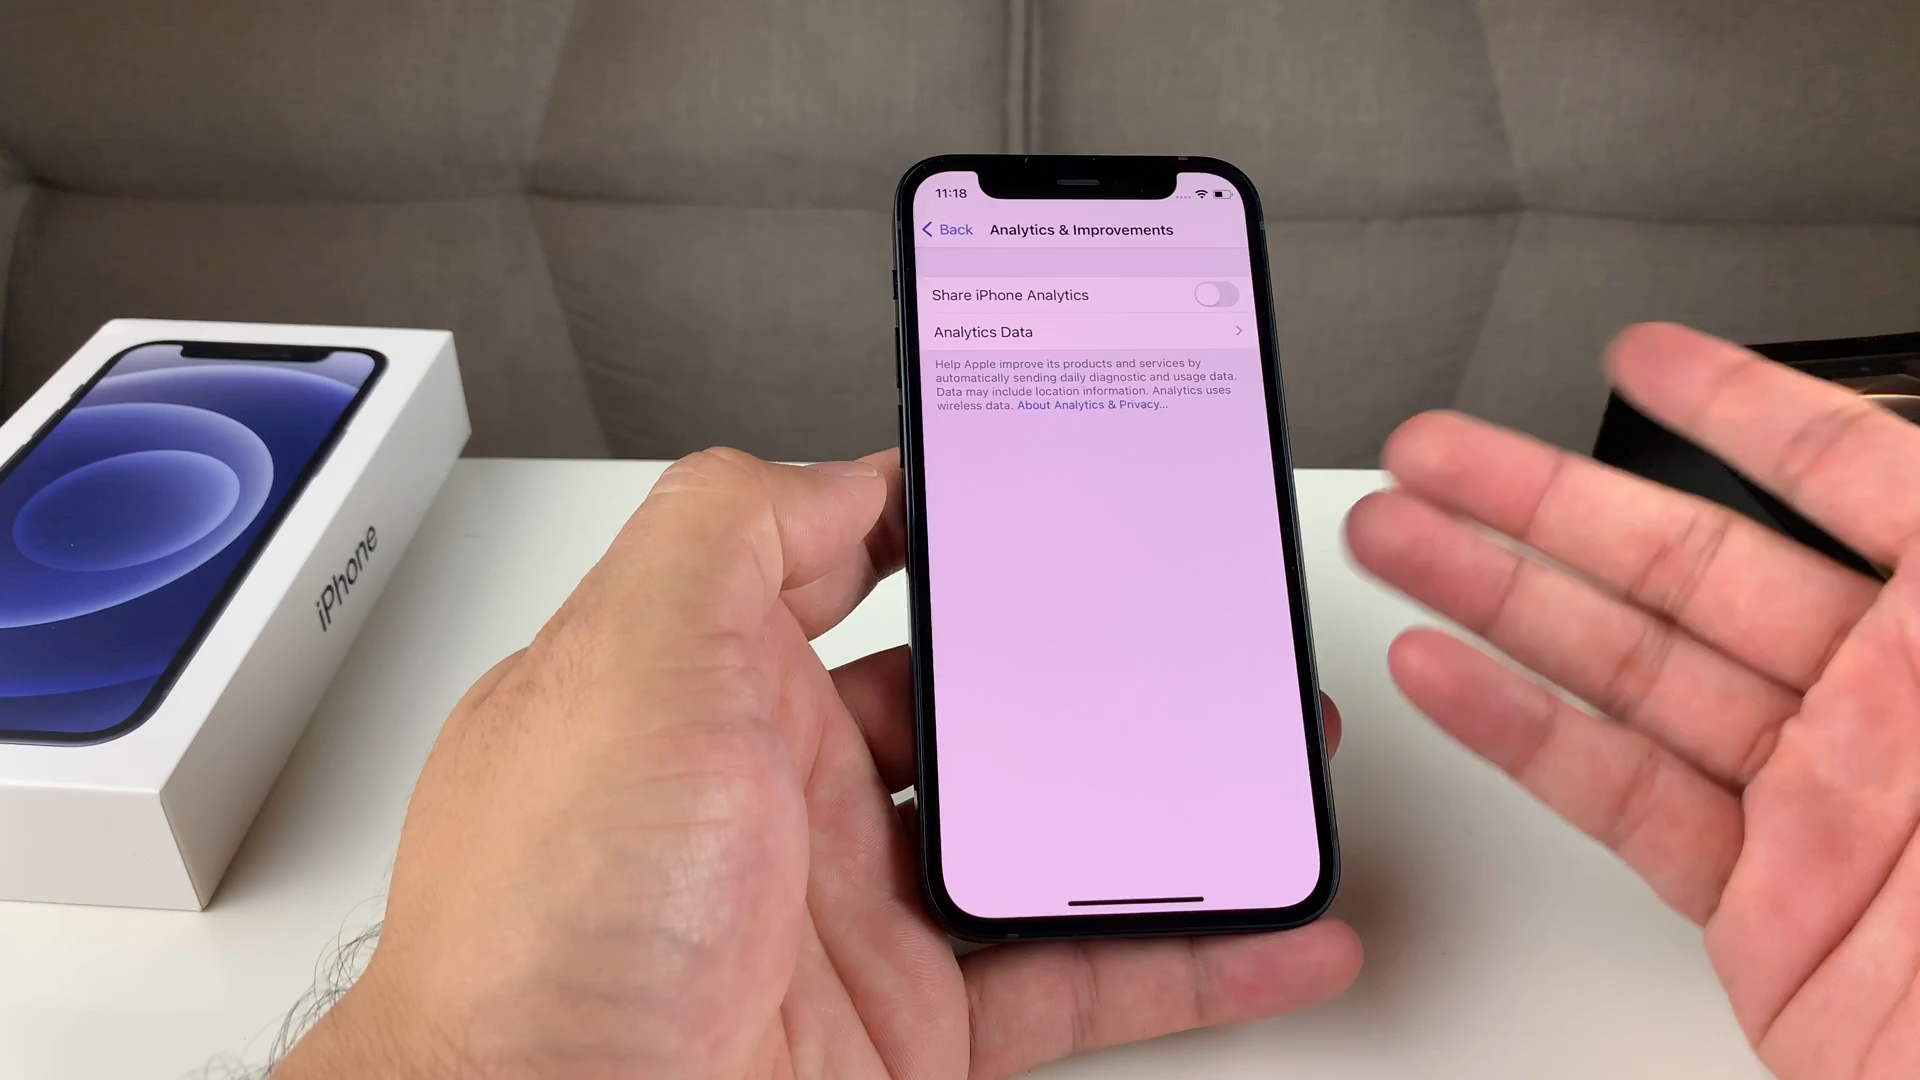 11:18
Back Analytics & Improvements
Share iPhone Analytics
Analytics Data
Help Apple improve its products and services by
automatically sending daily diagnostic and usage data.
Data may include location information. Analytics uses
wireless data. About Analytics & Privacy...
iPhone